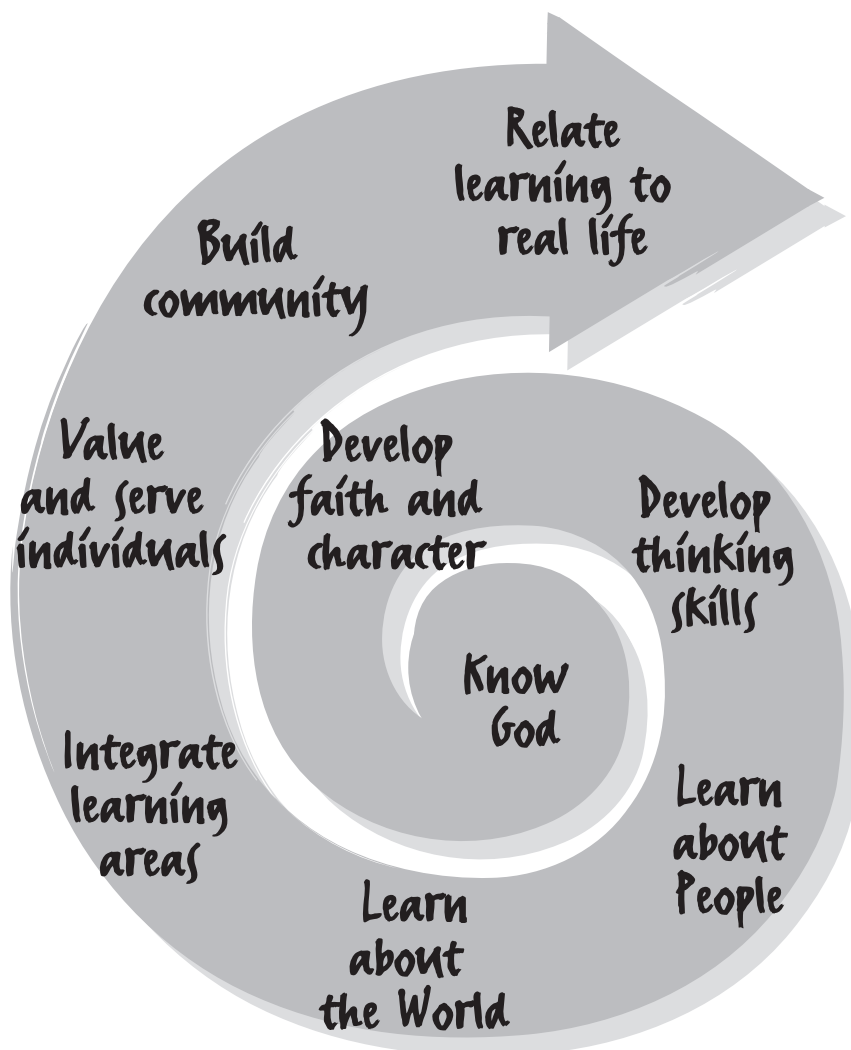 Relate
learning to
real life
Build
community
Value
and serve
individuals
Develop
faith and
character
Develop
thinking
skills
Know
God
Integrate
learning
areas
Learn
about
People
Learn
about
the World